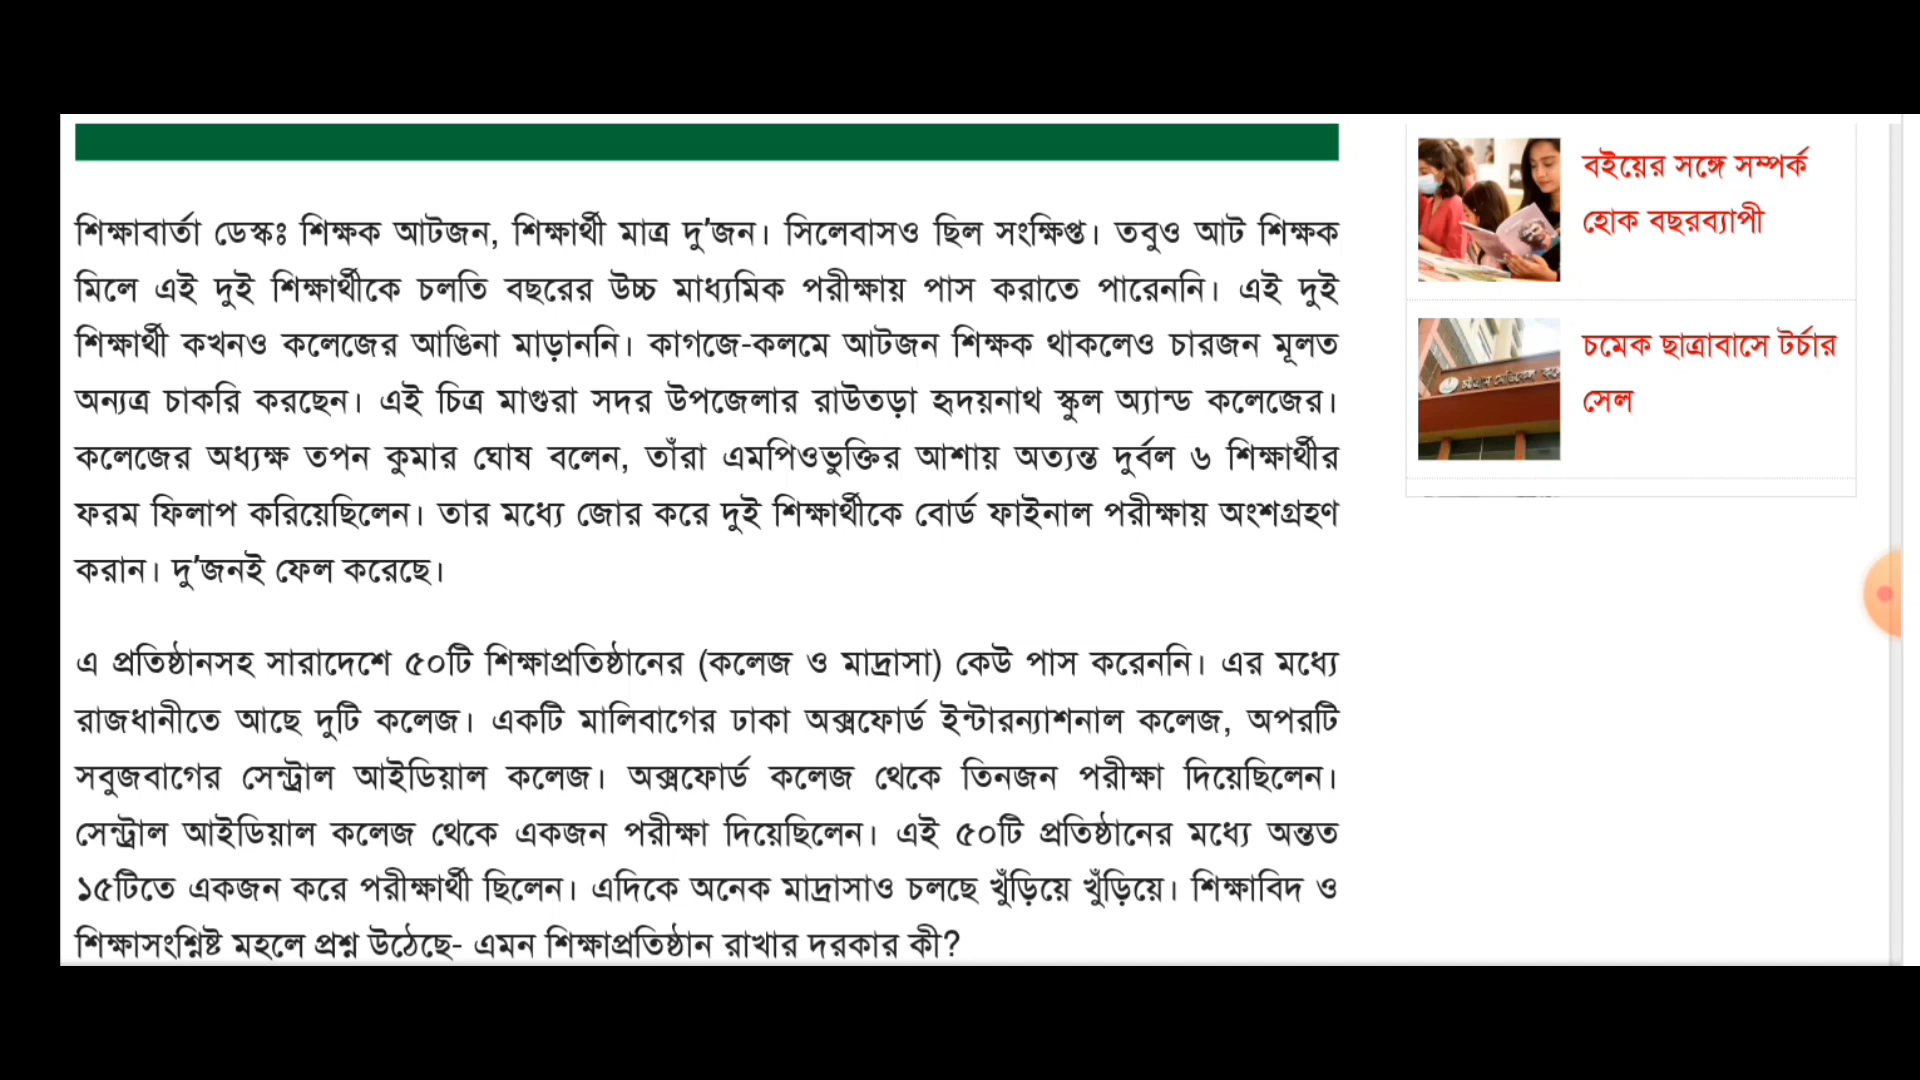 শিক্ষাবার্তা ডেস্কঃ শিক্ষক আটজন, শিক্ষার্থী মাত্র দু'জন। সিলেবাসও ছিল সংক্ষিপ্ত। তবুও আট শিক্ষক
মিলে এই দুই শিক্ষার্থীকে চলতি বছরের উচ্চ মাধ্যমিক পরীক্ষায় পাস করাতে পারেননি। এই দুই
শিক্ষার্থী কখনও কলেজের আঙিনা মাড়াননি। কাগজে-কলমে আটজন শিক্ষক থাকলেও চারজন মূলত
অন্যত্র চাকরি করছেন। এই চিত্র মাগুরা সদর উপজেলার রাউতড়া হৃদয়নাথ স্কুল অ্যান্ড কলেজের।
কলেজের অধ্যক্ষ তপন কুমার ঘোষ বলেন, তাঁরা এমপিওভুক্তির আশায় অত্যন্ত দুর্বল ৬ শিক্ষার্থীর
ফরম ফিলাপ করিয়েছিলেন। তার মধ্যে জোর করে দুই শিক্ষার্থীকে বোর্ড ফাইনাল পরীক্ষায় অংশগ্রহণ
করান। দু'জনই ফেল করেছে।
এ প্রতিষ্ঠানসহ সারাদেশে ৫০টি শিক্ষাপ্রতিষ্ঠানের (কলেজ ও মাদ্রাসা) কেউ পাস করেননি। এর মধ্যে
রাজধানীতে আছে দুটি কলেজ। একটি মালিবাগের ঢাকা অক্সফোর্ড ইন্টারন্যাশনাল কলেজ, অপরটি
সবুজবাগের সেন্ট্রাল আইডিয়াল কলেজ। অক্সফোর্ড কলেজ থেকে তিনজন পরীক্ষা দিয়েছিলেন।
সেন্ট্রাল আইডিয়াল কলেজ থেকে একজন পরীক্ষা দিয়েছিলেন। এই ৫০টি প্রতিষ্ঠানের মধ্যে অন্তত
১৫টিতে একজন করে পরীক্ষার্থী ছিলেন। এদিকে অনেক মাদ্রাসাও চলছে খুঁড়িয়ে খুঁড়িয়ে। শিক্ষাবিদ ও
শিক্ষাসংশ্লিষ্ট মহলে প্রশ্ন উঠেছে- এমন শিক্ষাপ্রতিষ্ঠান রাখার দরকার কী?
বইয়ের সঙ্গে সম্পর্ক
হোক বছরব্যাপী
চমেক ছাত্রাবাসে টর্চার
সেল